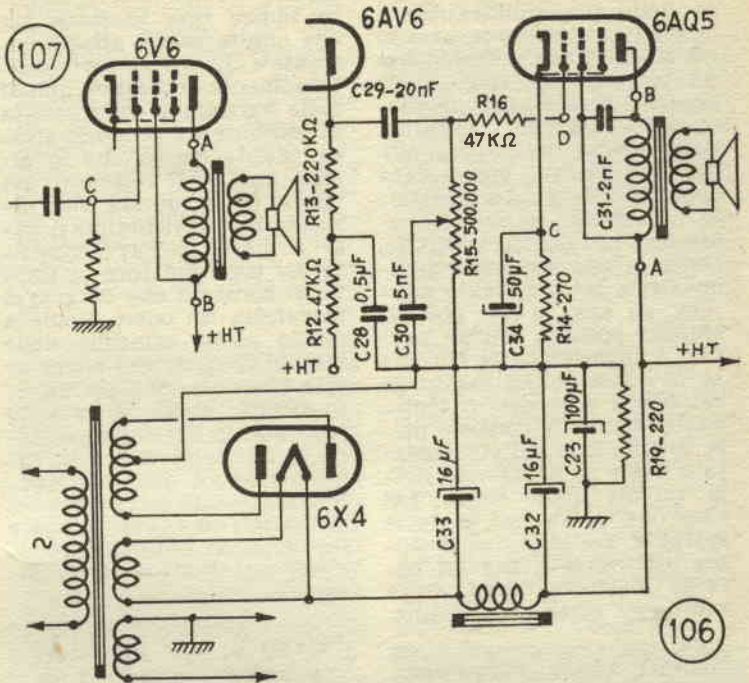 107
6V6
6AV6
6AQ5
C29-20nF
R16
47KΩ
A
B
C
D
R13-220KΩ
R15-500.000
C31-2nF
C
A
B
+HT
R12-47KΩ
C28 0,5µF
C30 5nF
50µF
C34
R14-270
+HT
+HT
6X4
16µF
C33
16µF
C32
100µF
C23
R19-220
106